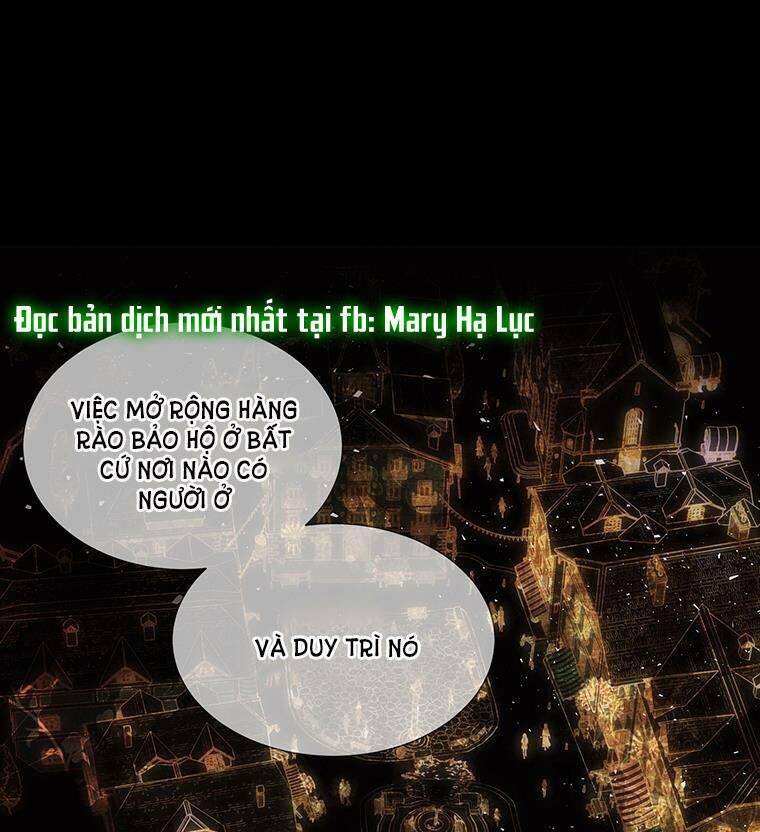 Đọc bản dịch mới nhất tại fb: Mary Hạ Lục
VIỆC MỞ RỘNG HÀNG
RÀO BẢO HỘ Ở BẤT
CỨ NƠI NÀO CÓ
NGƯỜI Ở
VÀ DUY TRÌ NÓ